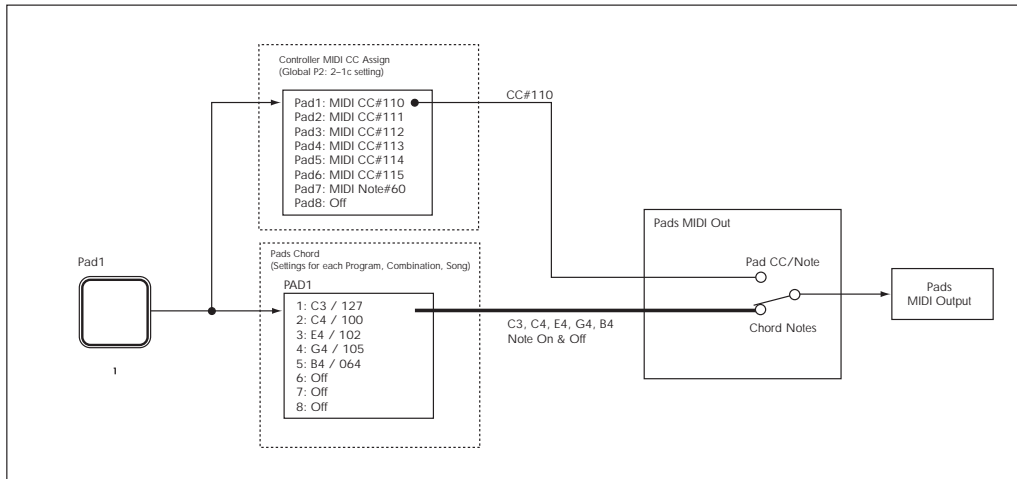 Controller MIDI CC Assign
(Global P2: 2–1c setting)
Pad1: MIDI CC#110
Pad2: MIDI CC#111
Pad3: MIDI CC#112
Pad4: MIDI CC#113
Pad5: MIDI CC#114
Pad6: MIDI CC#115
Pad7: MIDI Note#60
Pad8: Off
CC#110
Pad1
1
Pads Chord
(Settings for each Program, Combination, Song)
PAD1
1: C3 / 127
2: C4 / 100
3: E4 / 102
4: G4 / 105
5: B4 / 064
6: Off
7: Off
8: Off
C3, C4, E4, G4, B4
Note On & Off
Pads MIDI Out
Pad CC/Note
Chord Notes
Pads
MIDI Output